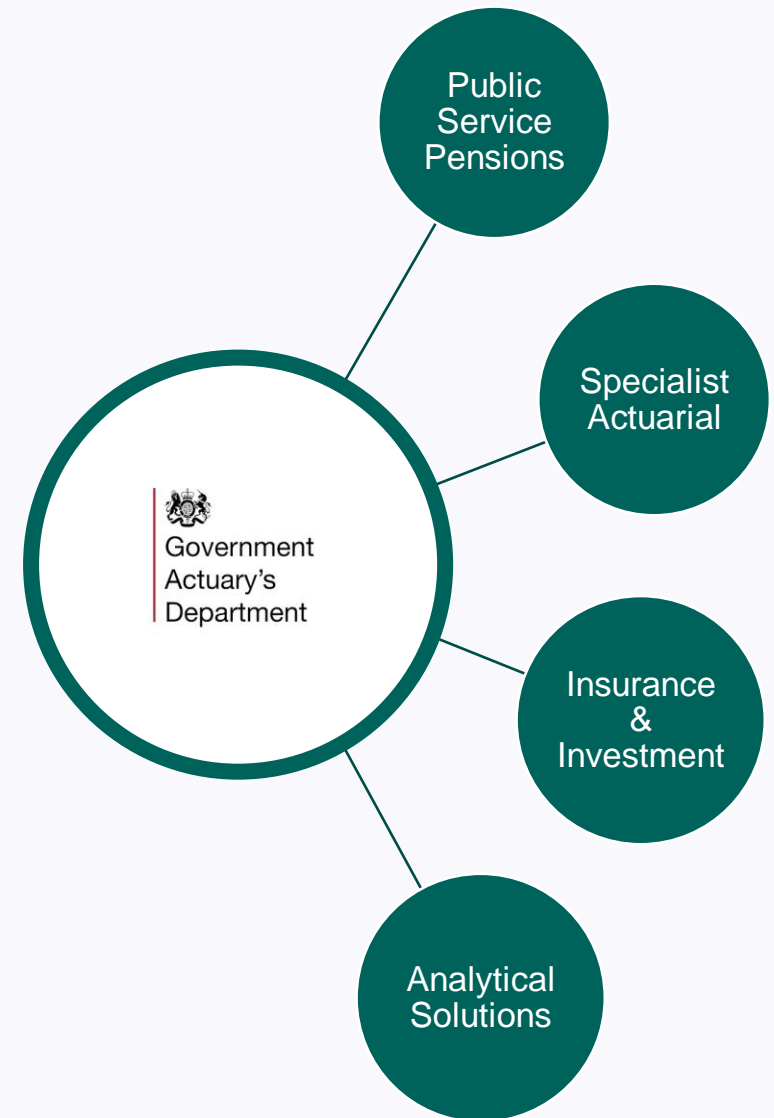 Public
Service
Pensions
Specialist
Actuarial
Government
Actuary's
Department
Insurance
&
Investment
Analytical
Solutions